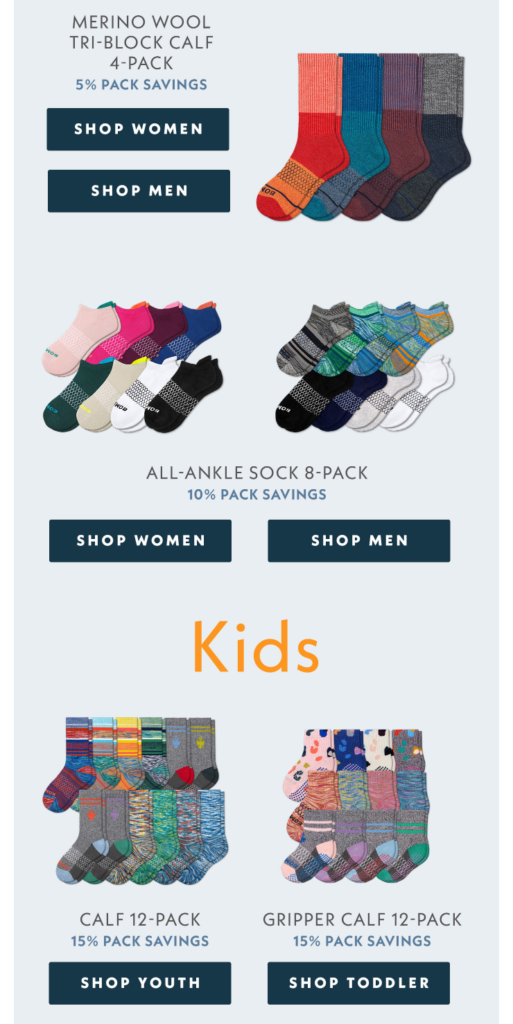 MERINO WOOL
TRI-BLOCK CALF
4-PACK
5% PACK SAVINGS
SHOP WOMEN
SHOP MEN
ALL-ANKLE SOCK 8-PACK
10% PACK SAVINGS
SHOP WOMEN
SHOP MEN
Kids
CALF 12-PACK
15% PACK SAVINGS
SHOP YOUTH
GRIPPER CALF 12-PACK
15% PACK SAVINGS
SHOP TODDLER